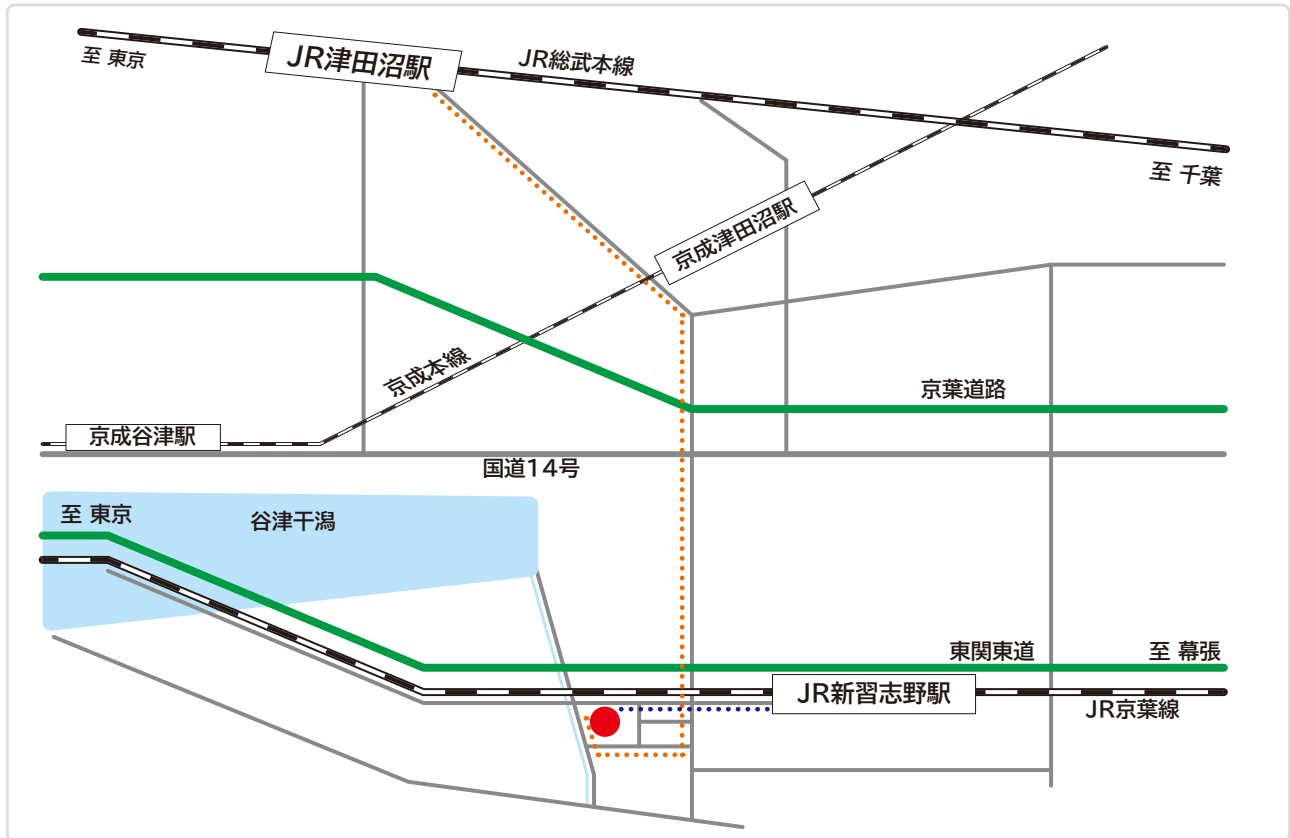 至 東京
JR津田沼駅
JR総武本線
至 千葉
京成津田沼駅
京成本線
京葉道路
京成谷津駅
国道14号
至 東京
谷津干潟
東関東道
至 幕張
JR新習志野駅
JR京葉線